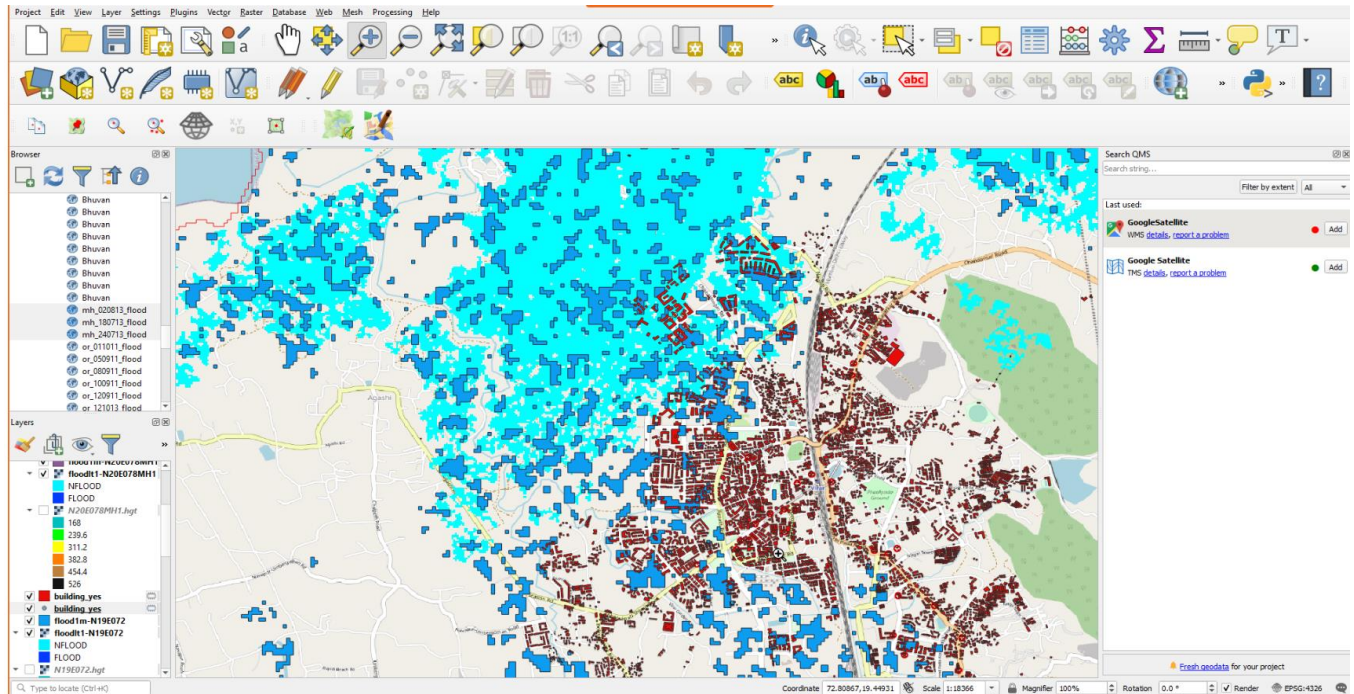 Project Edit View Layer Settings Plugins Vector Raster Database Web Mesh Processing Help
Browser
Bhuvan
Bhuvan
Bhuvan
Bhuvan
Bhuvan
Bhuvan
Bhuvan
Bhuvan
Bhuvan
mh_020813_flood
mh_180713_flood
mh_240713_flood
or_011011_flood
or_050911_flood
or_080911_flood
or_100911_flood
or_120911_flood
or_121013_flood
Layers
flood1m-N20E078MH1
floodlt1-N20E078MH1
NFLOOD
FLOOD
N20E078MH1.hgt
168
239.6
311.2
382.8
454.4
526
building_yes
building_yes
flood1m-N19E072
floodlt1-N19E072
NFLOOD
FLOOD
N19E072.hgt
Agashi
Search QMS
Search string...
Filter by extent All
Last used:
GoogleSatellite
WMS details, report a problem
Add
Google Satellite
TMS details, report a problem
Add
Fresh geodata for your project
Type to locate (Ctrl+K)
Coordinate 72.80867,19.44931 Scale 1:18366 Magnifier 100% Rotation 0.0 ° Render EPSG:4326